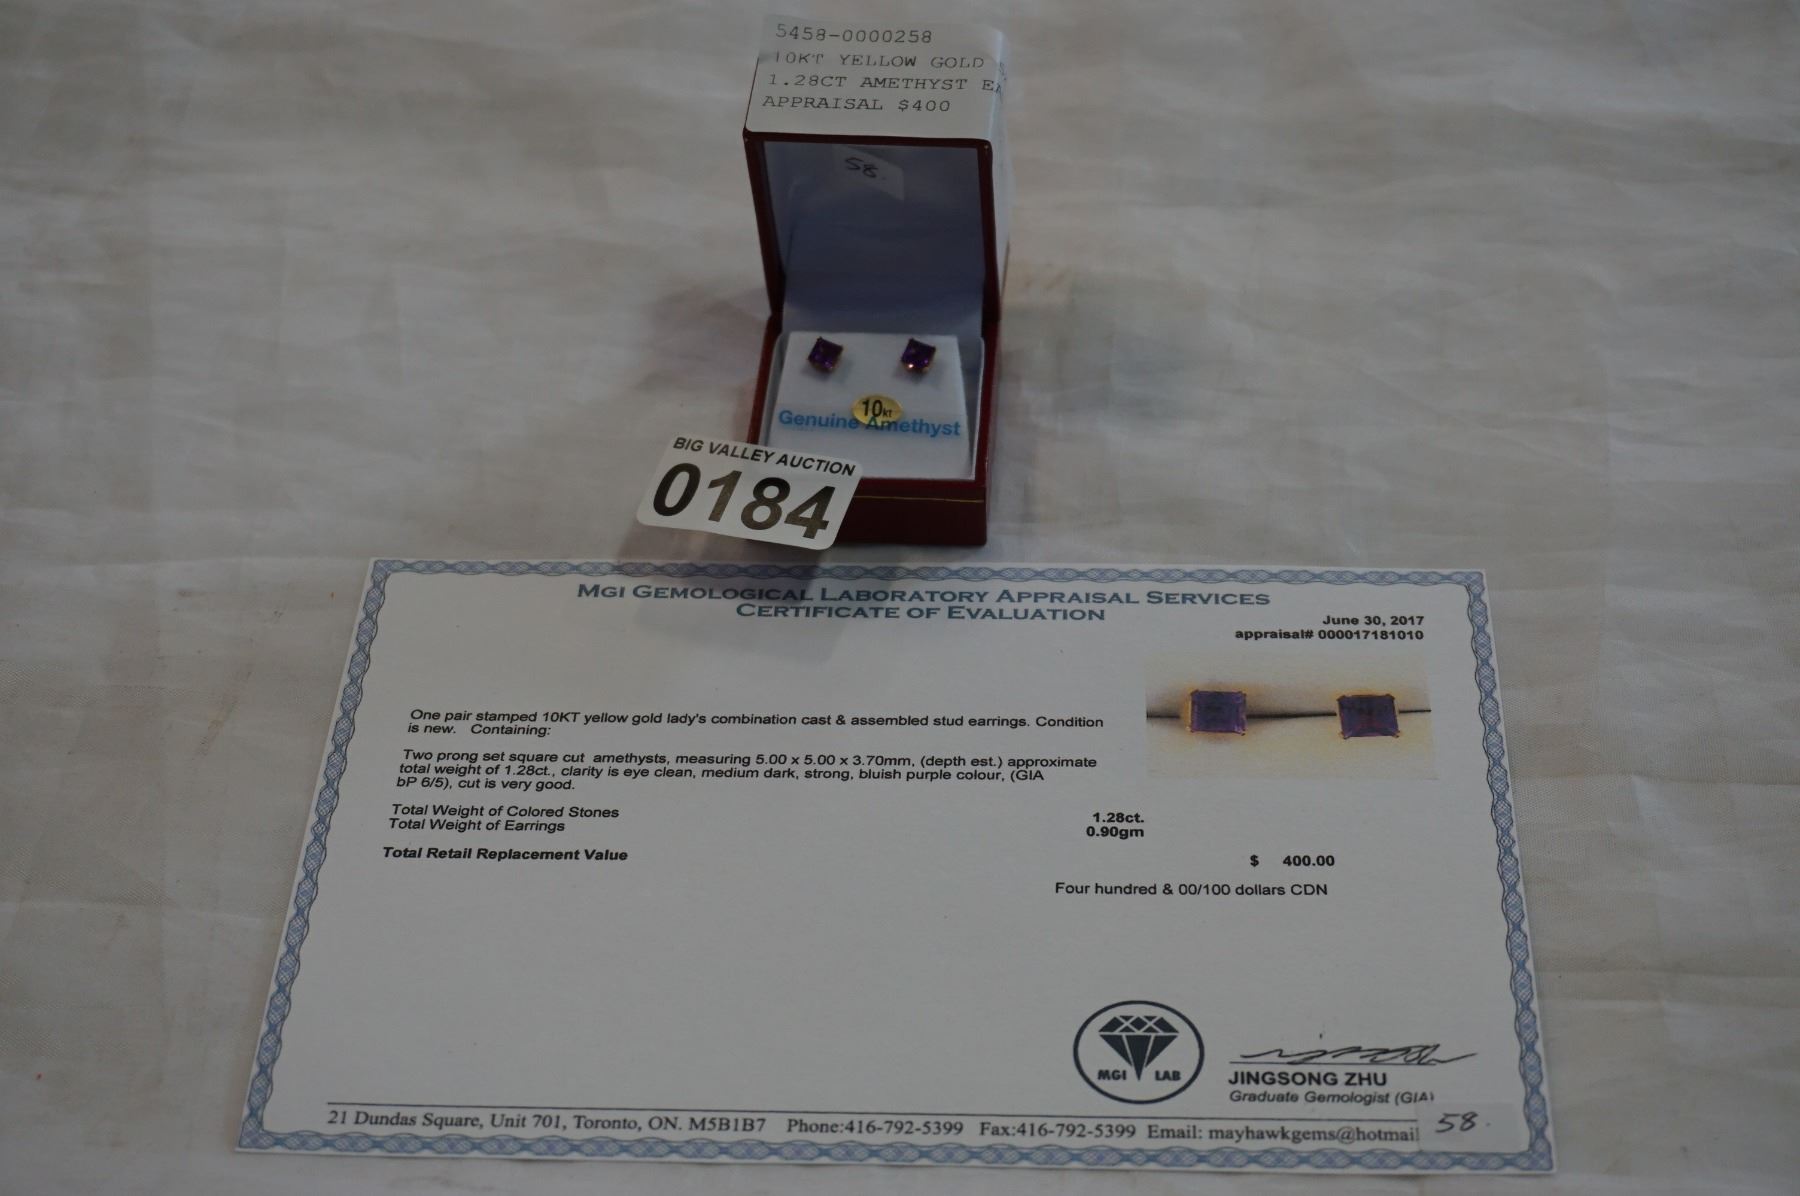 5458-0000258
10KT YELLOW GOLD
1.28CT AMETHYST
APPRAISAL $400
58.
10KT
Genuine Amethyst
BIG VALLEY AUCTION
0184
MGI GEMOLOGICAL LABORATORY APPRAISAL SERVICES
CERTIFICATE OF EVALUATION
June 30, 2017
appraisal# 000017181010
One pair stamped 10KT yellow gold lady's combination cast & assembled stud earrings. Condition
is new. Containing:
Two prong set square cut amethysts, measuring 5.00 x 5.00 x 3.70mm, (depth est.) approximate
total weight of 1.28ct., clarity is eye clean, medium dark, strong, bluish purple colour, (GIA
bP 6/5), cut is very good.
Total Weight of Colored Stones 1.28ct.
Total Weight of Earrings 0.90gm
Total Retail Replacement Value $ 400.00
Four hundred & 00/100 dollars CDN
MGI LAB
JINGSONG ZHU
Graduate Gemologist (GIA)
21 Dundas Square, Unit 701, Toronto, ON. M5B1B7 Phone:416-792-5399 Fax:416-792-5399 Email: mayhawkgems@hotmail
58.